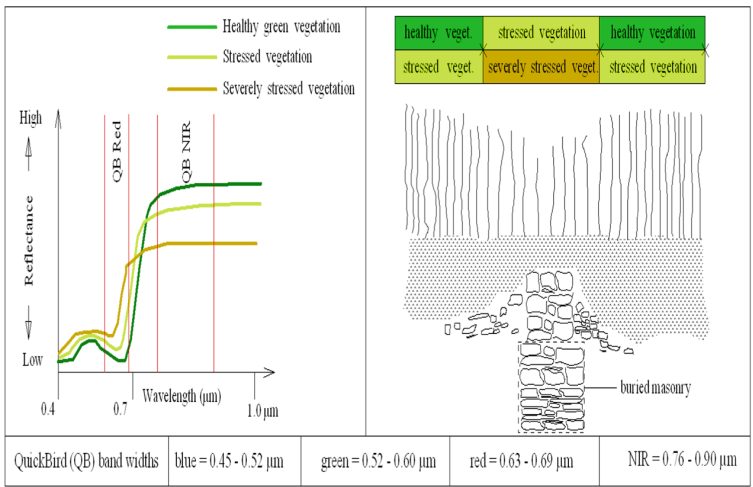 Healthy green vegetation
Stressed vegetation
Severely stressed vegetation
High
Reflectance
Low
QB Red
QB NIR
0.4
0.7
Wavelength (µm)
1.0 µm
healthy veget.
stressed vegetation
healthy vegetation
stressed veget.
severely stressed veget.
stressed vegetation
buried masonry
QuickBird (QB) band widths
blue = 0.45 - 0.52 µm
green = 0.52 - 0.60 µm
red = 0.63 - 0.69 µm
NIR = 0.76 - 0.90 µm